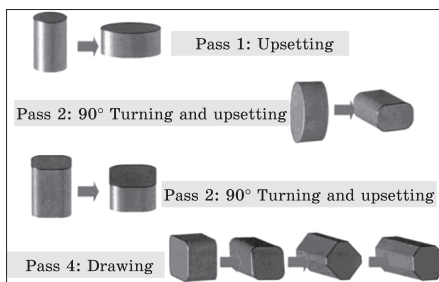 Pass 1: Upsetting
Pass 2: 90° Turning and upsetting
Pass 2: 90° Turning and upsetting
Pass 4: Drawing